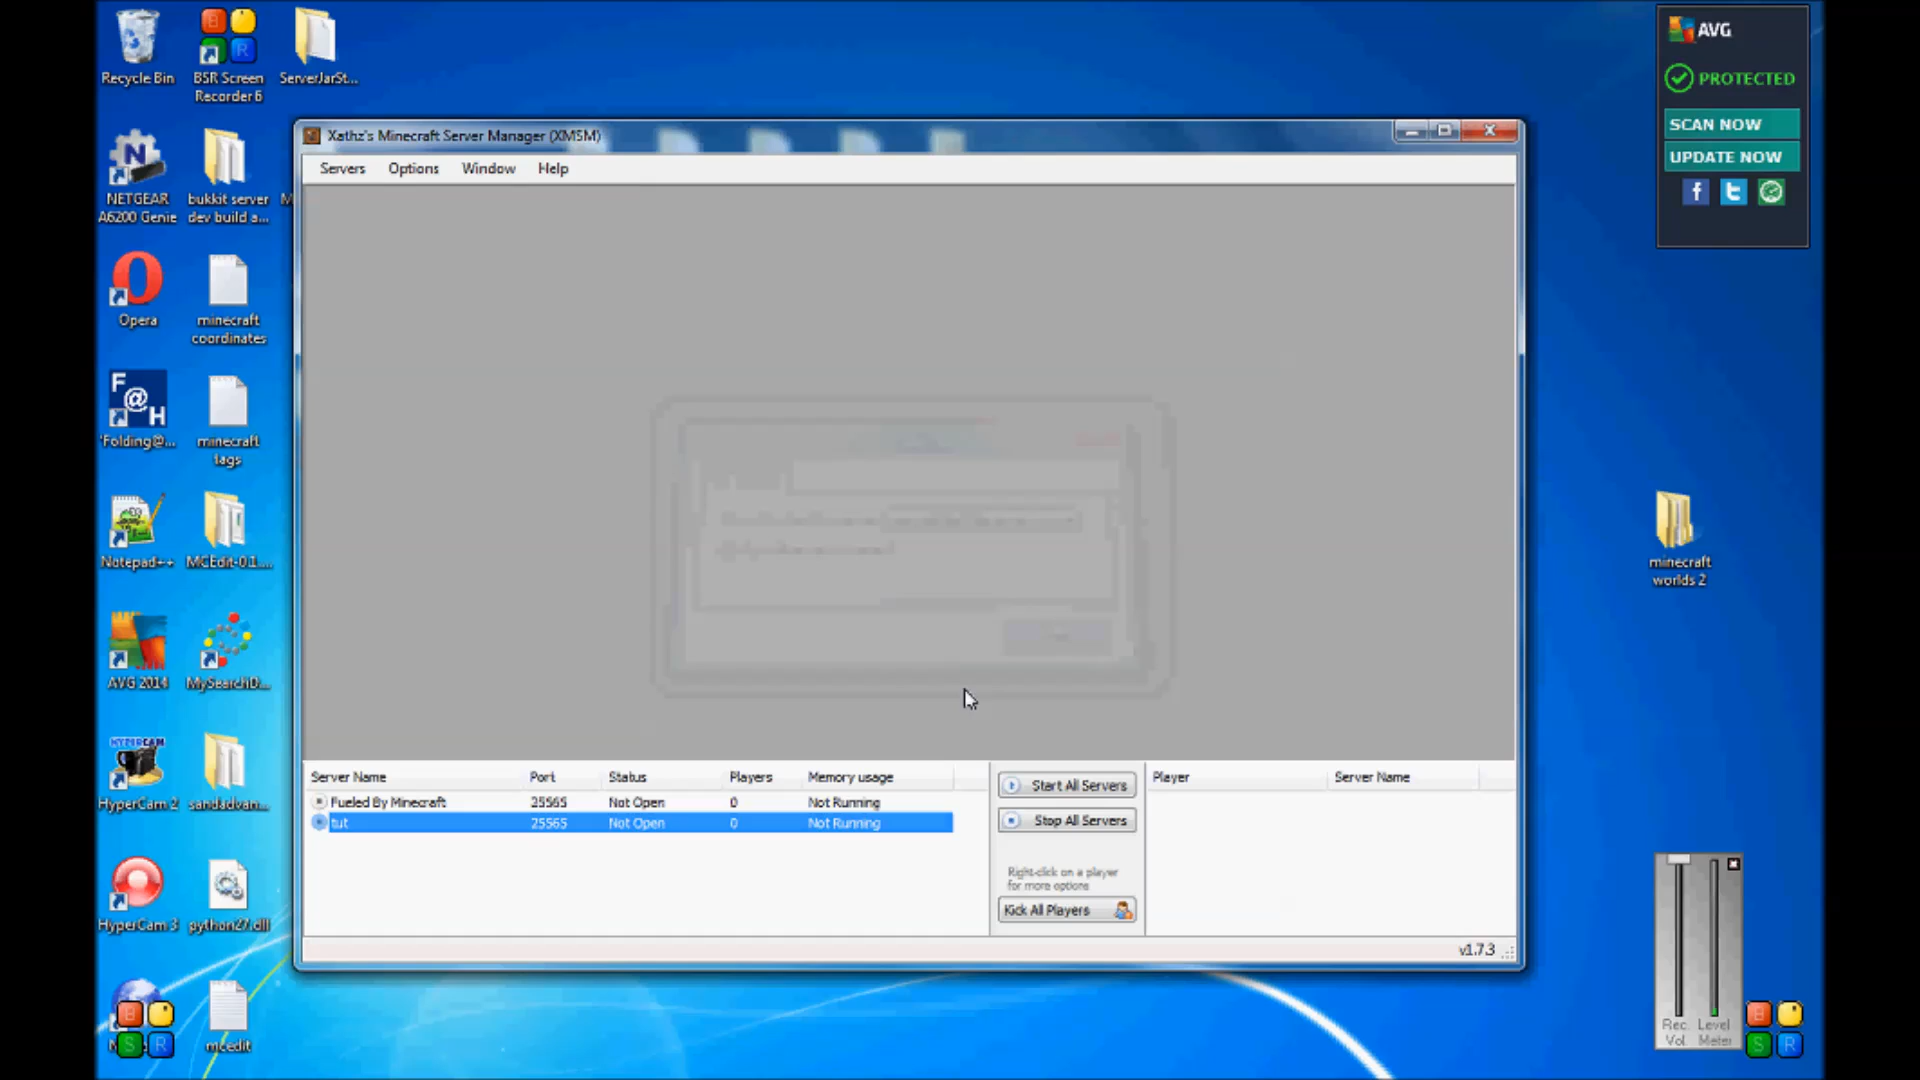 Recycle Bin
BSR Screen
Recorder 6
ServerJarSt...
NETGEAR
A6200 Genie
bukkit server
dev build a...
M
Opera
minecraft
coordinates
F
@
H
'Folding@...
minecraft
tags
Notepad++
MCEdit-0.1....
AVG 2014
MySearchD...
HYPERCAM
HyperCam 2
sandadvan...
HyperCam 3
python27.dll
mcedit
B
S
R
Xathz's Minecraft Server Manager (XMSM)
Servers
Options
Window
Help
Server Name
Port
Status
Players
Memory usage
Fueled By Minecraft
25565
Not Open
0
Not Running
tut
25565
Not Open
0
Not Running
Start All Servers
Stop All Servers
Right-click on a player
for more options
Kick All Players
Player
Server Name
v1.7.3
AVG
PROTECTED
SCAN NOW
UPDATE NOW
minecraft
worlds 2
Rec. Level
Vol. Meter
B
S
R